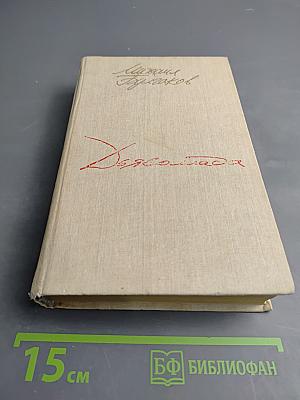 Михаил
Булгаков
Дьяволиада
15 см
БФ БИБЛИОФАН